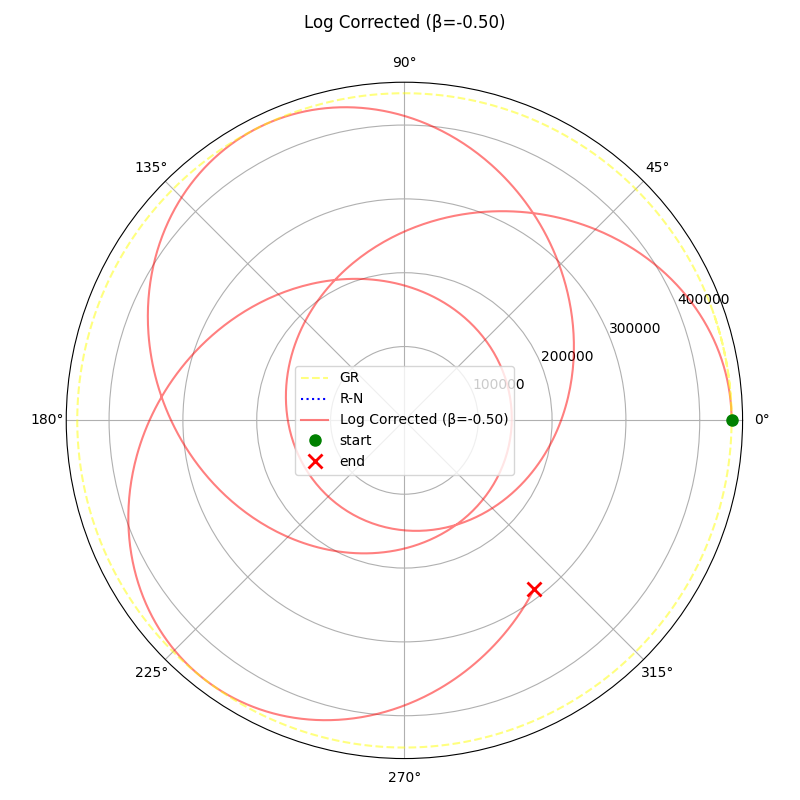 Log Corrected (β=-0.50)
90°
135°
45°
400000
300000
200000
100000
GR
R-N
180°
Log Corrected (β=-0.50)
0°
start
end
225°
315°
270°